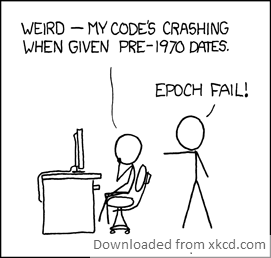 WEIRD — MY CODE'S CRASHING
WHEN GIVEN PRE-1970 DATES.
EPOCH FAIL!
Downloaded from xkcd.com